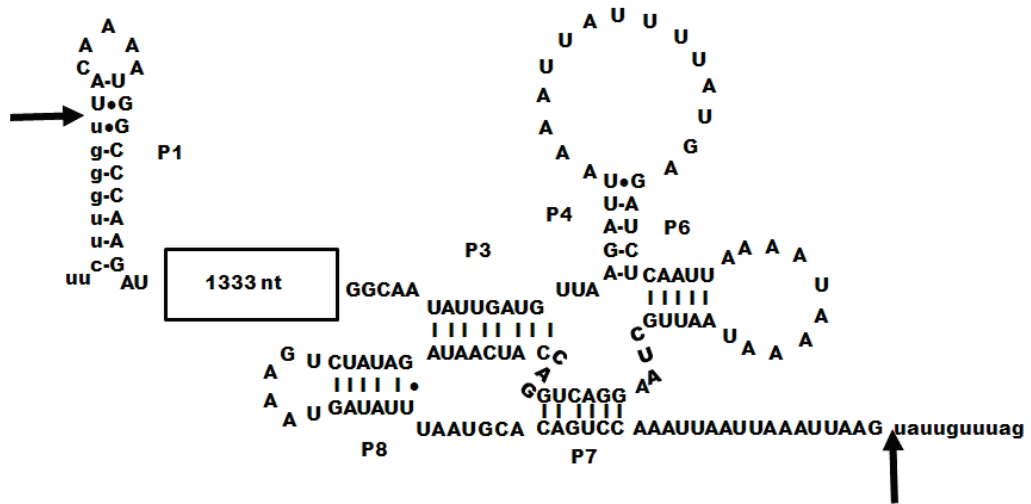 A
A A
C A
A-U
U•G
u•G
g-C
g-C
g-C
u-A
u-A
c-G
uu
AU
P1
1333 nt
GGCAA
P3
UAUUGAUG
AUAACUAC
C
A
G
UUA
P4
A A A A U U A U U U U A U G A
U•G
U-A
A-U
G-C
A-U
P6
CAAUU
GUUAA
A A A A U A A A A U
C
U
A
A
CUAUAG
GAUAUU
U G A A A U
P8
UAAUGCA
GUCAGG
CAGUCC
P7
AAAUUAAUUAAAUUAAG
uauuguuuag